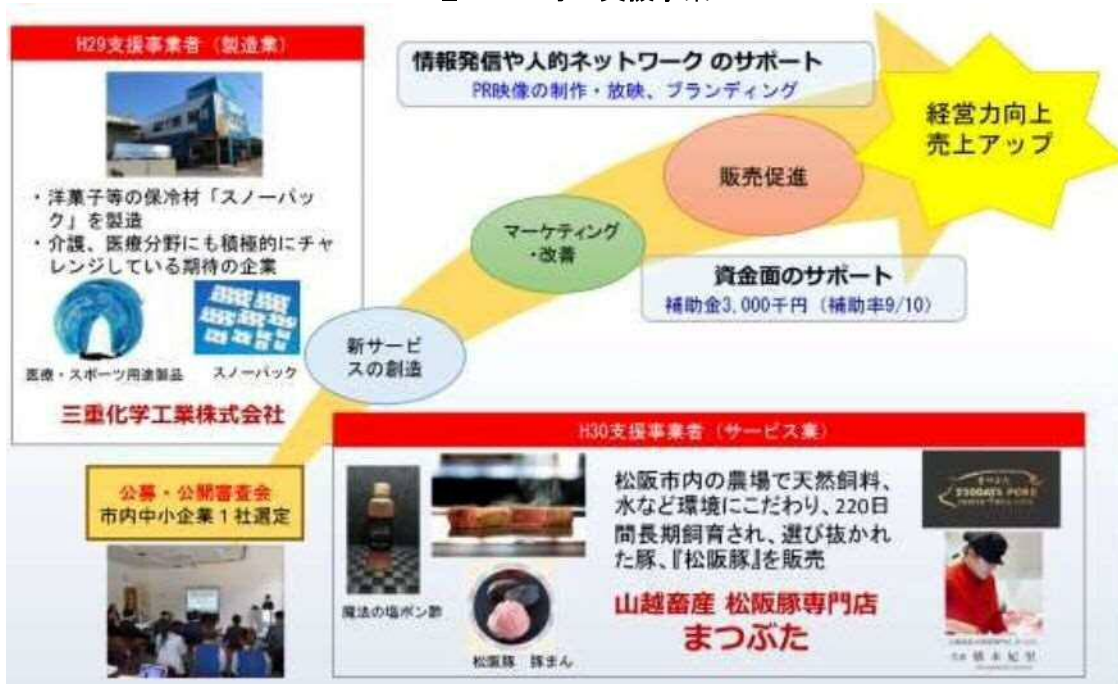 支援事業
H29支援事業者（製造業）
・洋菓子等の保冷材「スノーパッ
ク」を製造
・介護、医療分野にも積極的にチャ
レンジしている期待の企業
医療・スポーツ用途製品
スノーパック
三重化学工業株式会社
情報発信や人的ネットワーク のサポート
PR映像の制作・放映、ブランディング
経営力向上
売上アップ
販売促進
マーケティング
・改善
資金面のサポート
補助金3,000千円（補助率9/10）
新サービ
スの創造
公募・公開審査会
市内中小企業１社選定
H30支援事業者（サービス業）
魔法の塩ポン酢
松阪豚　豚まん
松阪市内の農場で天然飼料、
水など環境にこだわり、220日
間長期飼育され、選び抜かれ
た豚、『松阪豚』を販売
山越畜産 松阪豚専門店
まつぶた